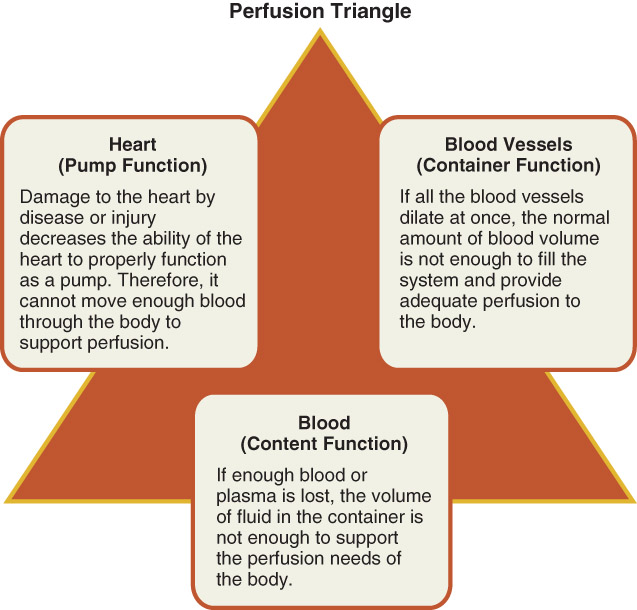 Perfusion Triangle
Heart
(Pump Function)
Damage to the heart by
disease or injury
decreases the ability of the
heart to properly function
as a pump. Therefore, it
cannot move enough blood
through the body to
support perfusion.
Blood Vessels
(Container Function)
If all the blood vessels
dilate at once, the normal
amount of blood volume
is not enough to fill the
system and provide
adequate perfusion to
the body.
Blood
(Content Function)
If enough blood or
plasma is lost, the volume
of fluid in the container is
not enough to support
the perfusion needs of
the body.